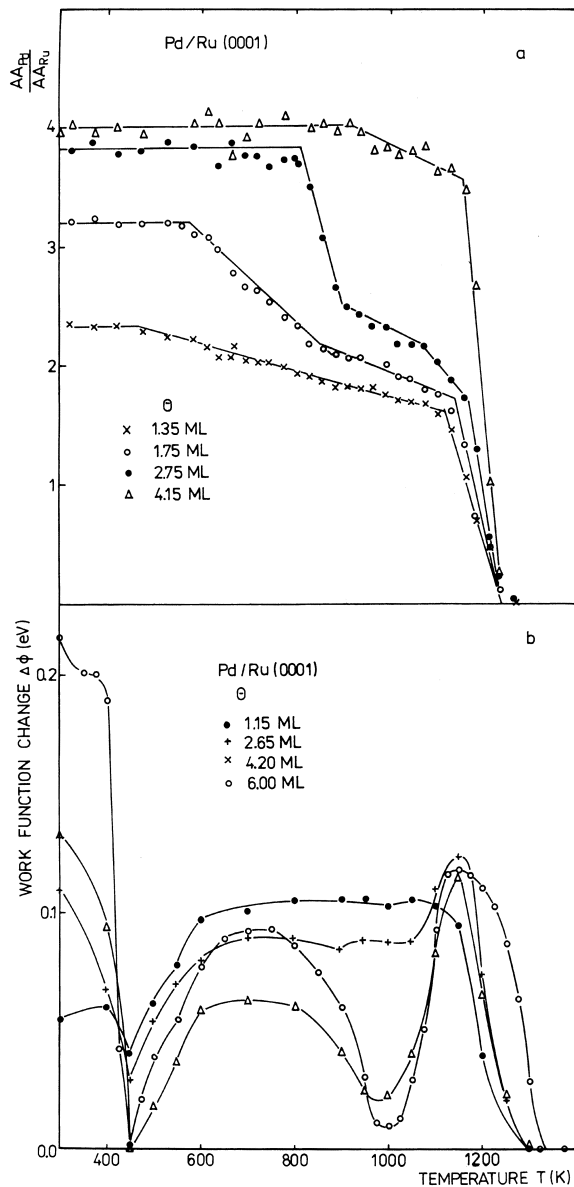 Pd/Ru(0001)
a
AA_Pd
AA_Ru
4
3
2
1
Θ
× 1.35 ML
○ 1.75 ML
● 2.75 ML
△ 4.15 ML
b
WORK FUNCTION CHANGE Δϕ (eV)
0.2
0.1
0.0
Pd/Ru(0001)
Θ
● 1.15 ML
+ 2.65 ML
× 4.20 ML
○ 6.00 ML
400 600 800 1000 1200
TEMPERATURE T(K)